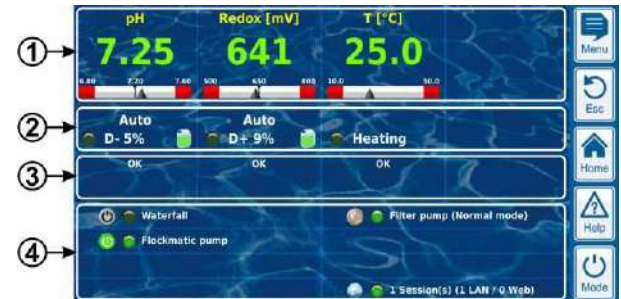 pH Redox [mV] T [°C]
1 7.25 641 25.0
6.80 7.20 7.60 500 650 800 10.0 50.0
Auto Auto
2 D- 5% D+ 9% Heating
3 OK OK OK
Waterfall Filter pump (Normal mode)
Flockmatic pump
4
1 Session(s) (1 LAN / 0 Web)
Menu
Esc
Home
Help
Mode